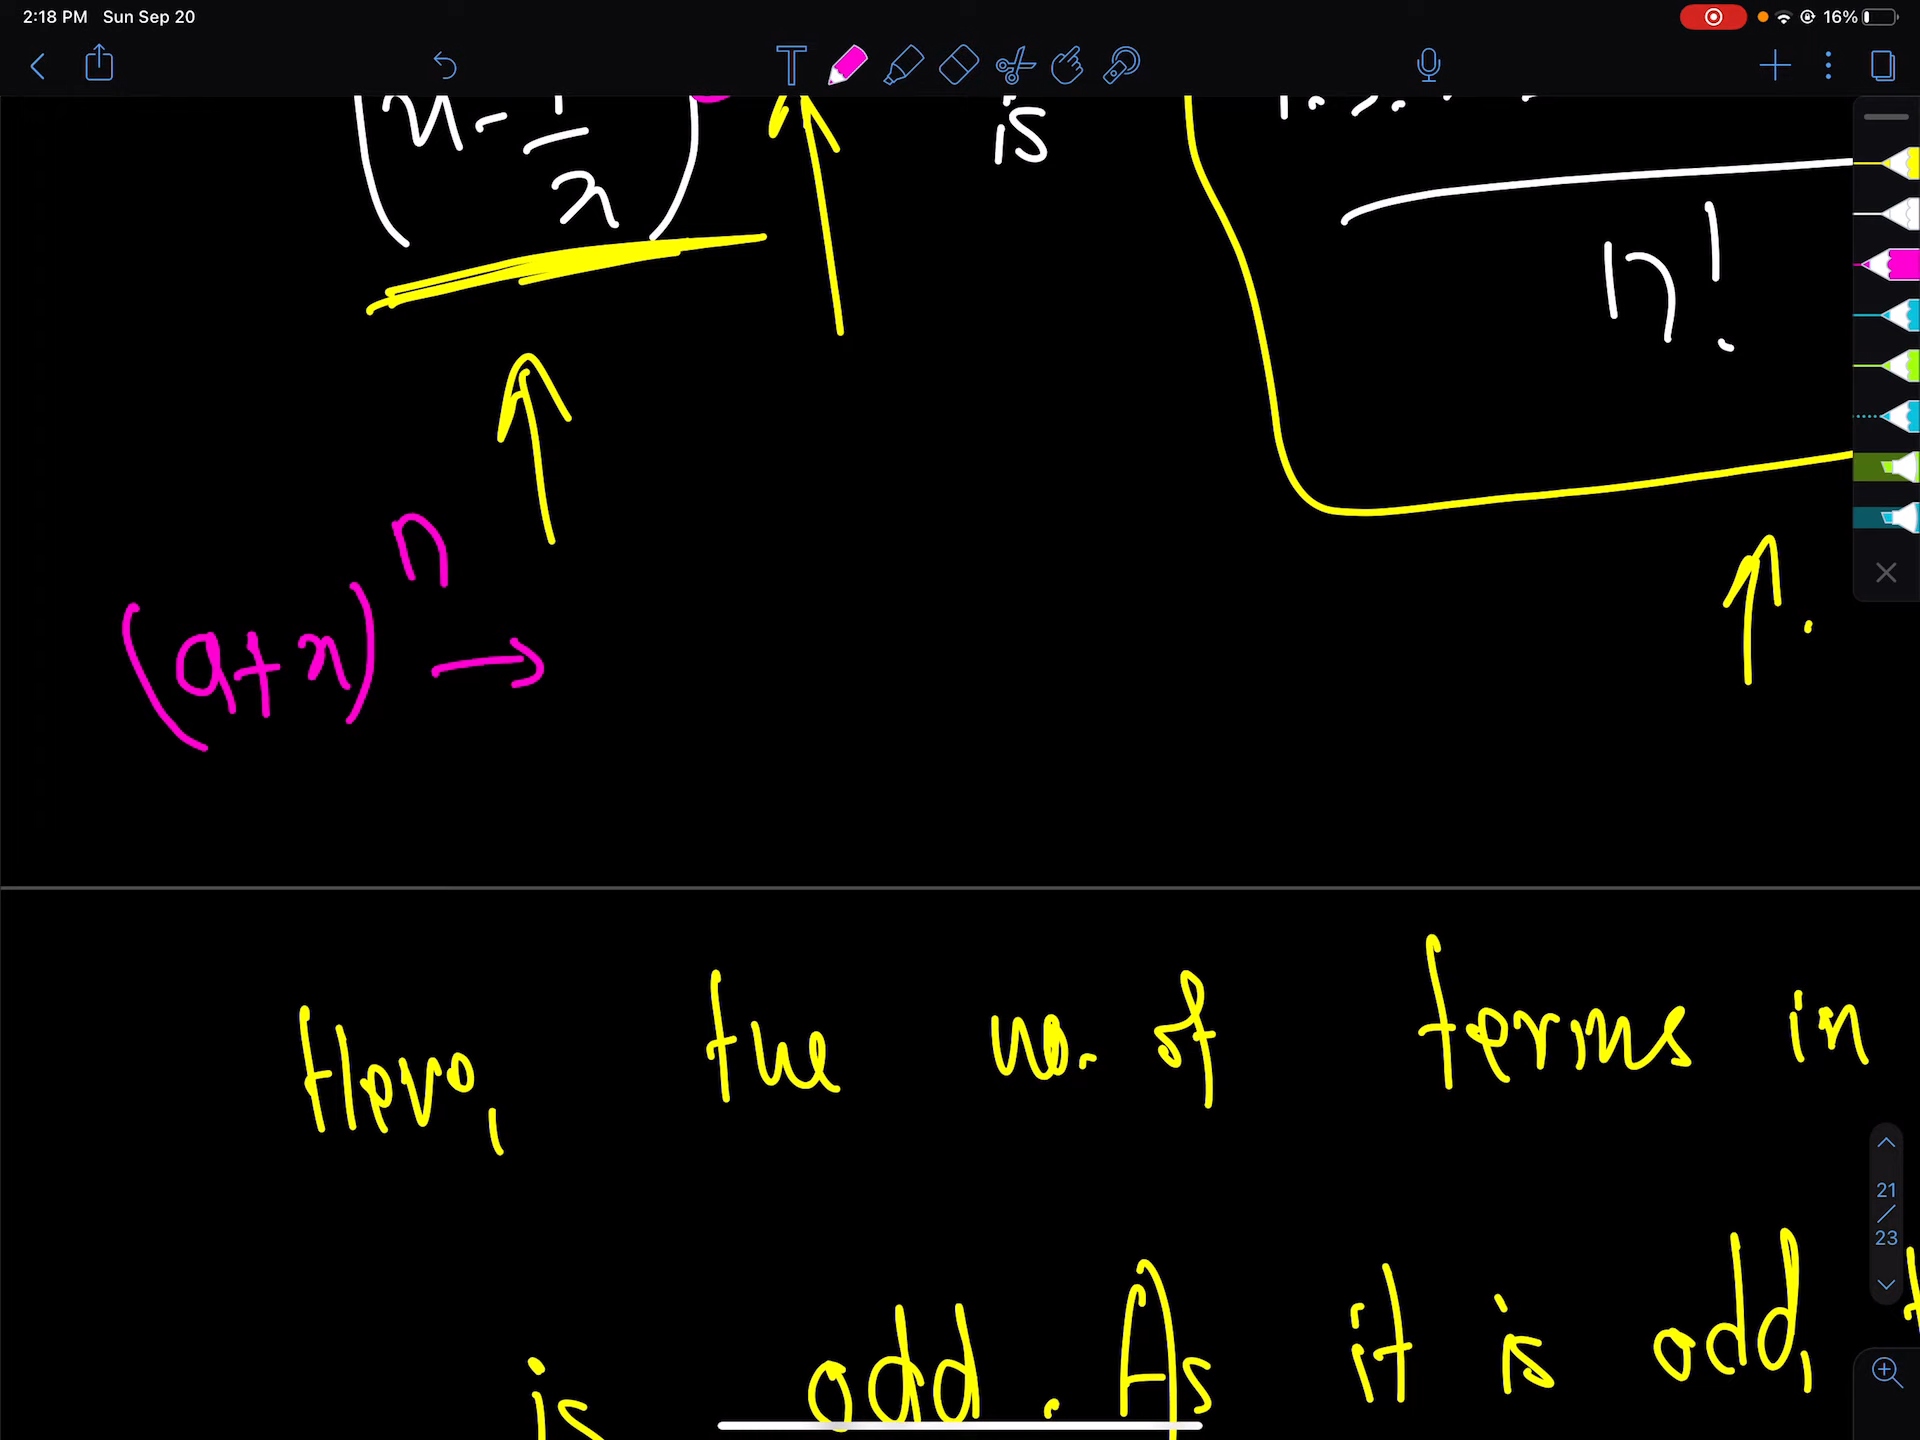 2:18 PM Sun Sep 20
16%
T
(x - 1/x) is
n!
(a+x)^n →
Here, the no. of terms in
21
/
23
is odd. As it is odd,